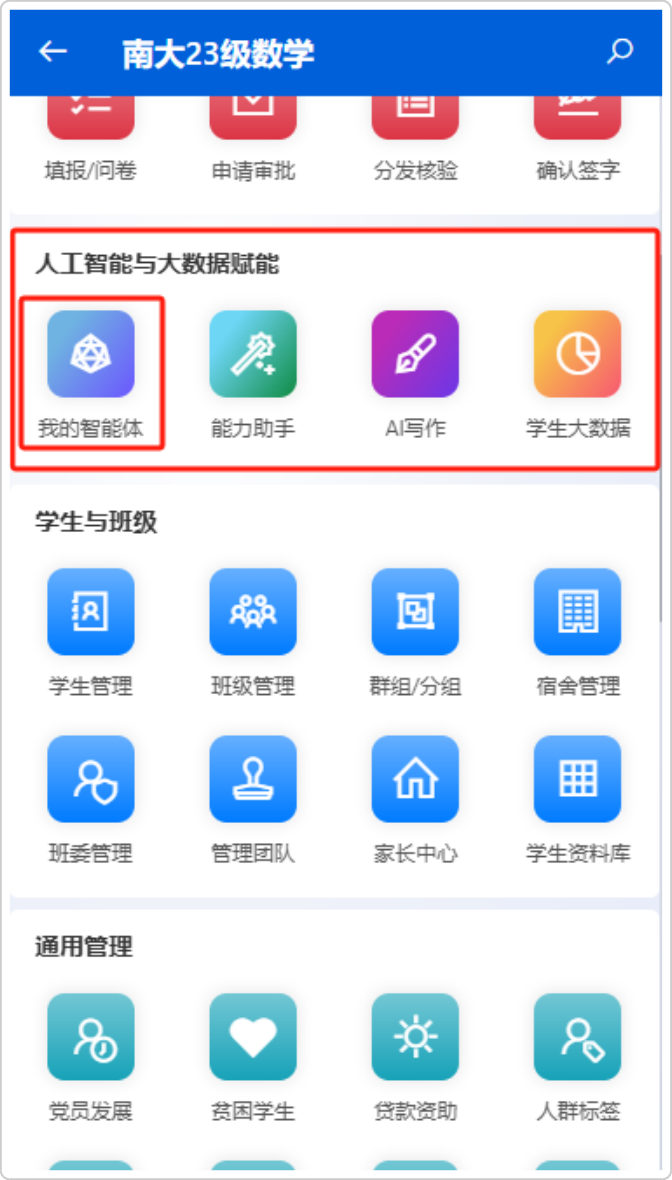 南大23级数学
填报/问卷 申请审批 分发核验 确认签字
人工智能与大数据赋能
我的智能体 能力助手 AI写作 学生大数据
学生与班级
学生管理 班级管理 群组/分组 宿舍管理
班委管理 管理团队 家长中心 学生资料库
通用管理
党员发展 贫困学生 贷款资助 人群标签